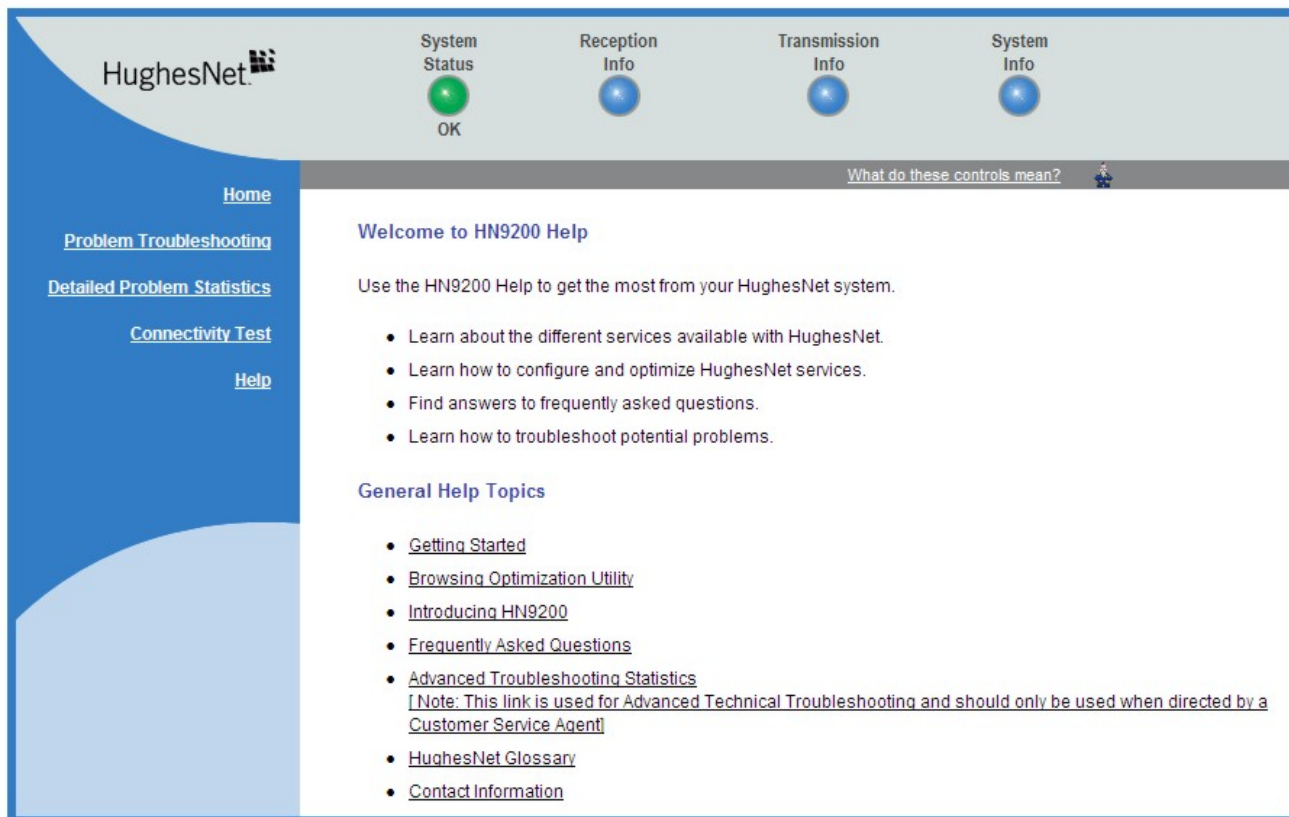 HughesNet.
System
Status
OK
Reception
Info
Transmission
Info
System
Info
What do these controls mean?
Home
Problem Troubleshooting
Detailed Problem Statistics
Connectivity Test
Help
Welcome to HN9200 Help
Use the HN9200 Help to get the most from your HughesNet system.
• Learn about the different services available with HughesNet.
• Learn how to configure and optimize HughesNet services.
• Find answers to frequently asked questions.
• Learn how to troubleshoot potential problems.
General Help Topics
• Getting Started
• Browsing Optimization Utility
• Introducing HN9200
• Frequently Asked Questions
• Advanced Troubleshooting Statistics
[ Note: This link is used for Advanced Technical Troubleshooting and should only be used when directed by a
Customer Service Agent]
• HughesNet Glossary
• Contact Information